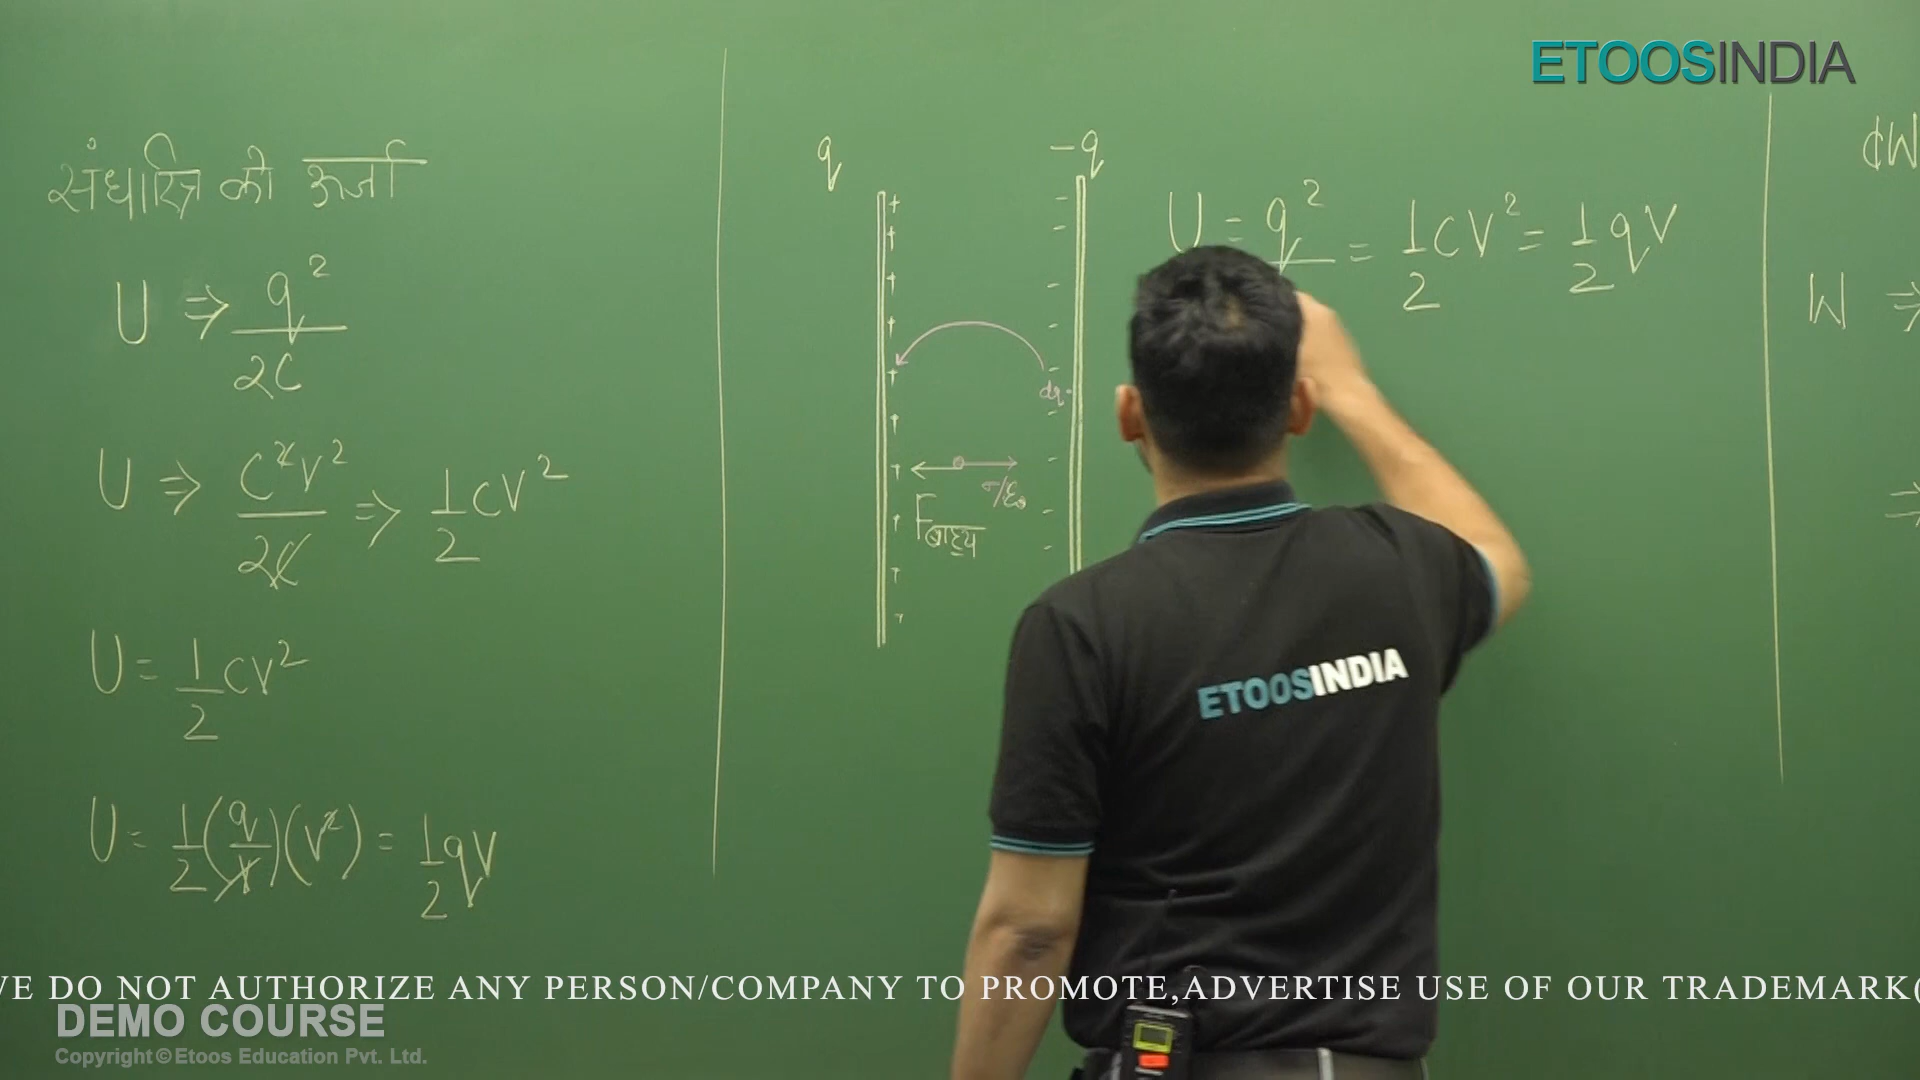 ETOOSINDIA
संधारित्र की ऊर्जा
U ⇒ q²/2C
U ⇒ C²V²/2C ⇒ 1/2 CV²
U = 1/2 CV²
U = 1/2 (q/V)(V²) = 1/2 qV
q
-q
dq
σ/ε₀
Fबाह्य
U = q² = 1/2 CV² = 1/2 qV
dW
W ⇒
⇒
ETOOSINDIA
WE DO NOT AUTHORIZE ANY PERSON/COMPANY TO PROMOTE,ADVERTISE USE OF OUR TRADEMARK(
DEMO COURSE
Copyright © Etoos Education Pvt. Ltd.